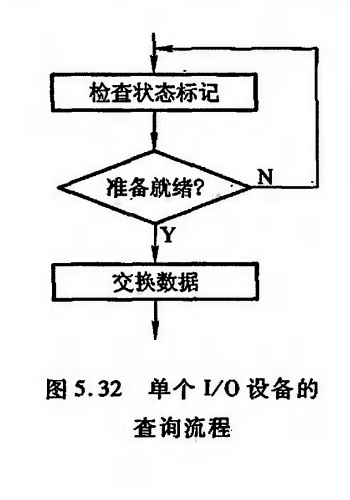 检查状态标记
准备就绪?
N
Y
交换数据
图 5.32 单个 I/O 设备的
查询流程